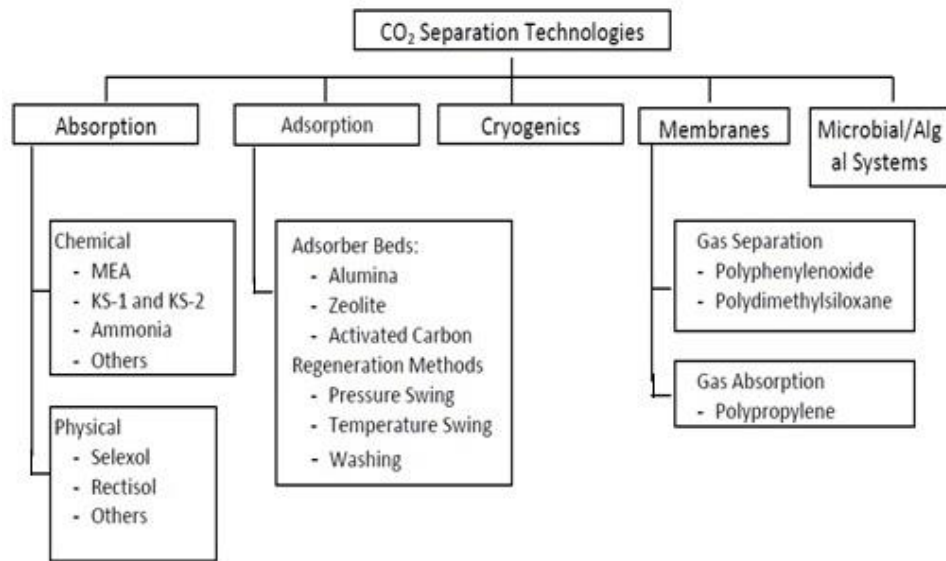 CO₂ Separation Technologies
Absorption
Adsorption
Cryogenics
Membranes
Microbial/Alg
al Systems
Chemical
- MEA
- KS-1 and KS-2
- Ammonia
- Others
Physical
- Selexol
- Rectisol
- Others
Adsorber Beds:
- Alumina
- Zeolite
- Activated Carbon
Regeneration Methods
- Pressure Swing
- Temperature Swing
- Washing
Gas Separation
- Polyphenylenoxide
- Polydimethylsiloxane
Gas Absorption
- Polypropylene